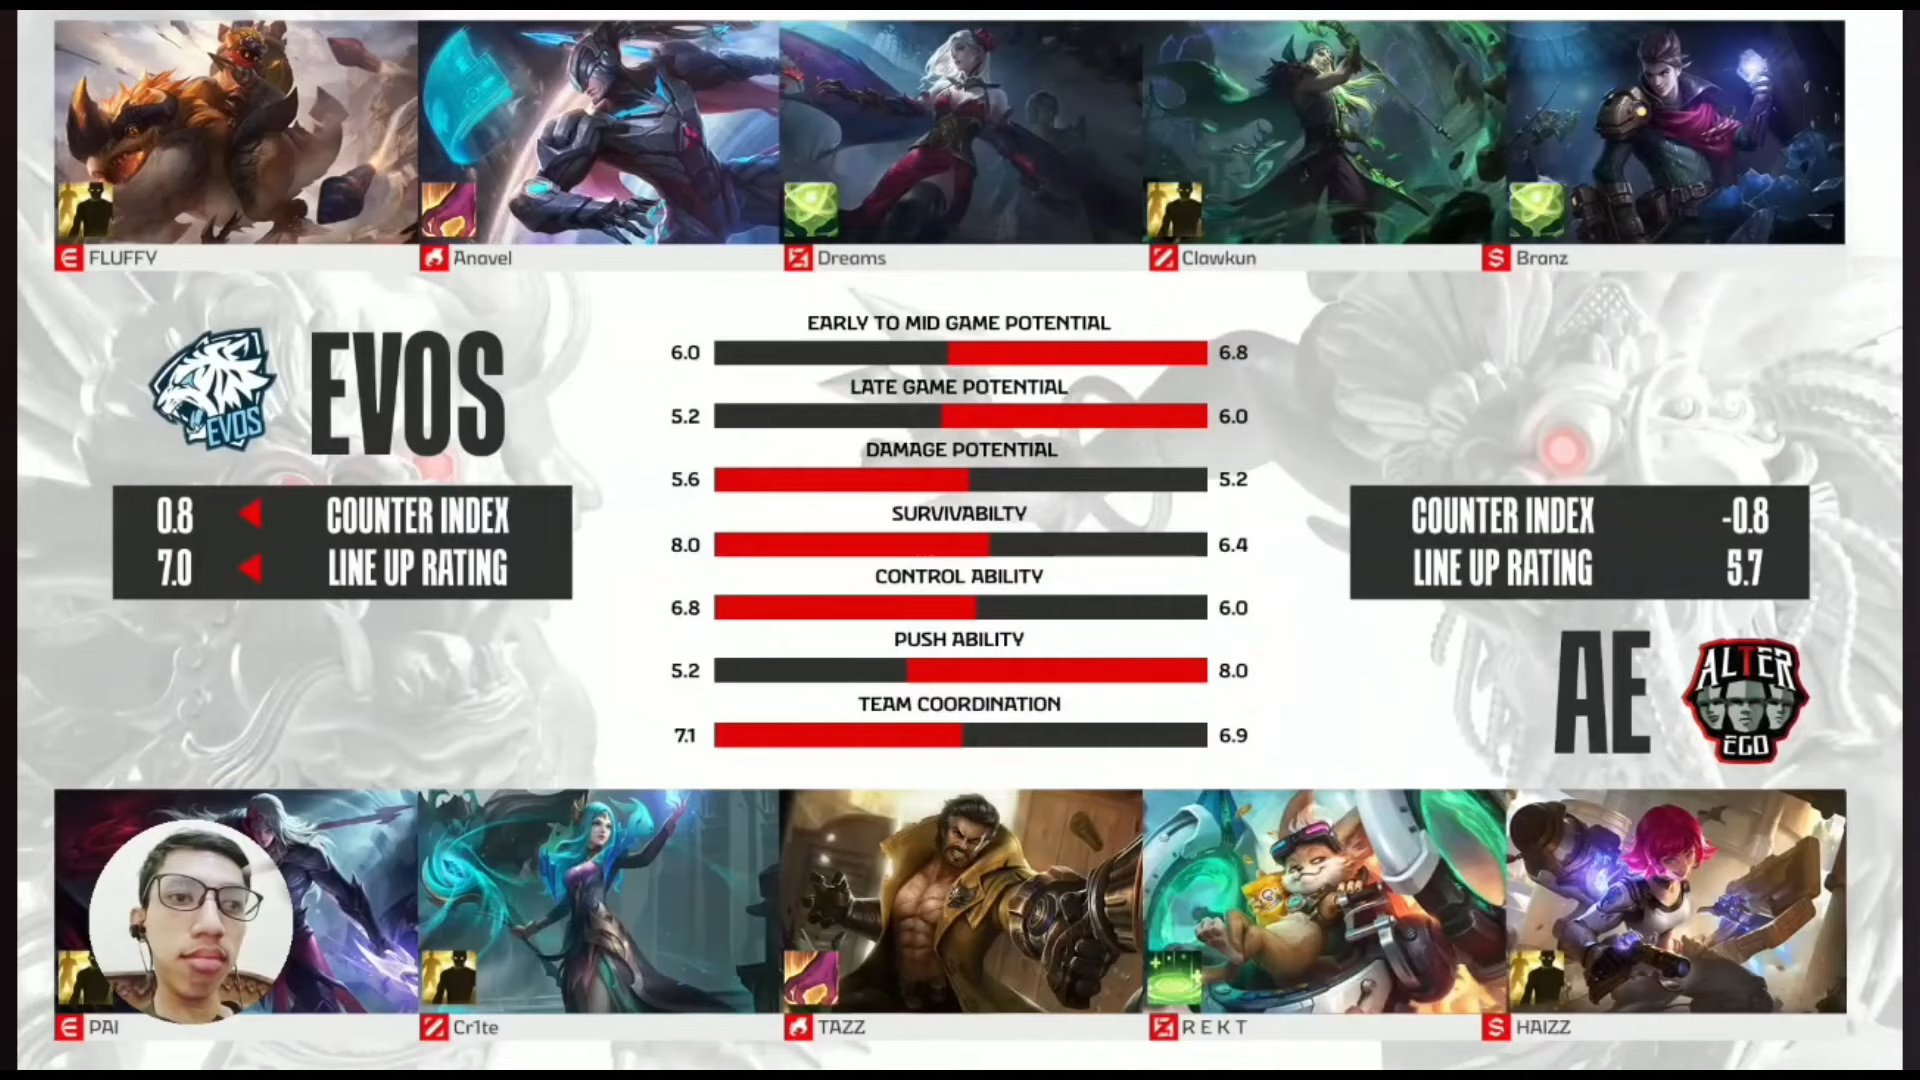 FLUFFY
Anavel
Dreams
Clawkun
Branz
EVOS
EVOS
0.8 COUNTER INDEX
7.0 LINE UP RATING
EARLY TO MID GAME POTENTIAL
6.0 6.8
LATE GAME POTENTIAL
5.2 6.0
DAMAGE POTENTIAL
5.6 5.2
SURVIVABILTY
8.0 6.4
CONTROL ABILITY
6.8 6.0
PUSH ABILITY
5.2 8.0
TEAM COORDINATION
7.1 6.9
COUNTER INDEX -0.8
LINE UP RATING 5.7
AE
ALTER
EGO
PAI
Cr1te
TAZZ
R E K T
HAIZZ